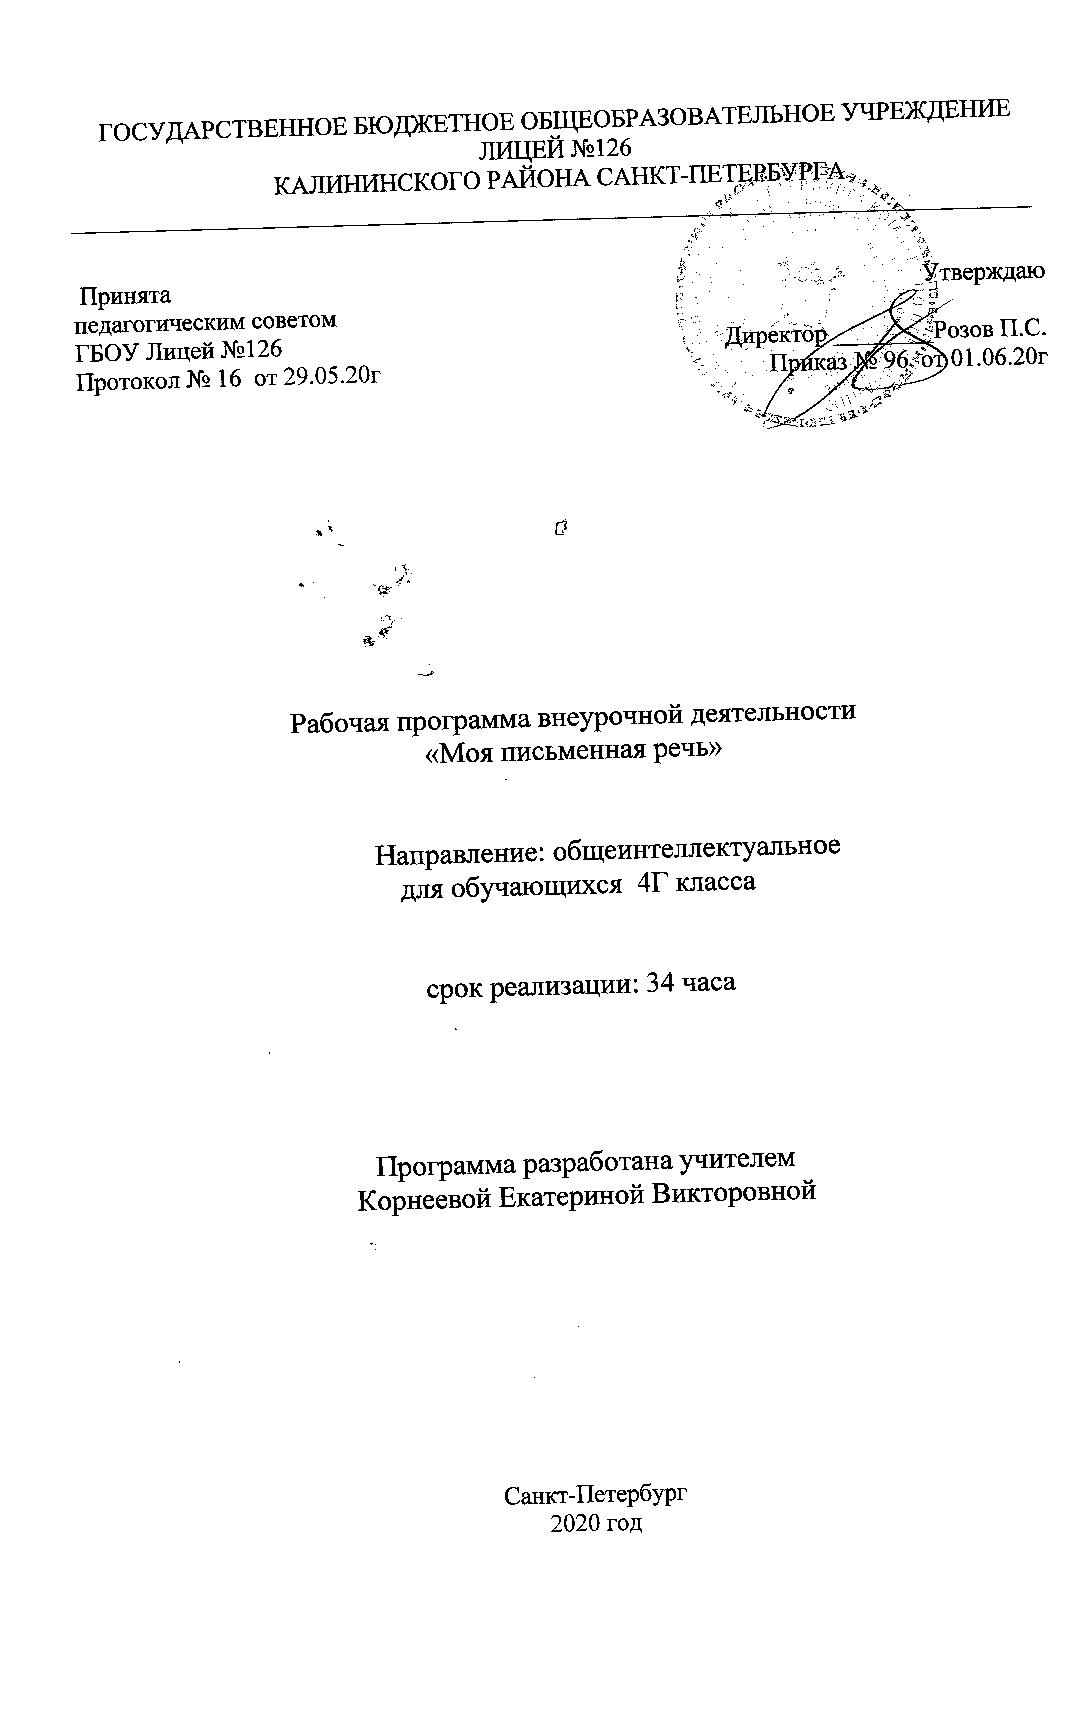 ГОСУДАРСТВЕННОЕ БЮДЖЕТНОЕ ОБЩЕОБРАЗОВАТЕЛЬНОЕ УЧРЕЖДЕНИЕ
ЛИЦЕЙ №126
КАЛИНИНСКОГО РАЙОНА САНКТ-ПЕТЕРБУРГА
Принята
педагогическим советом
ГБОУ Лицей №126
Протокол № 16 от 29.05.20г
Утверждаю
Директор ________ Розов П.С.
Приказ № 96 от 01.06.20г
Рабочая программа внеурочной деятельности
«Моя письменная речь»
Направление: общеинтеллектуальное
для обучающихся 4Г класса
срок реализации: 34 часа
Программа разработана учителем
Корнеевой Екатериной Викторовной
Санкт-Петербург
2020 год